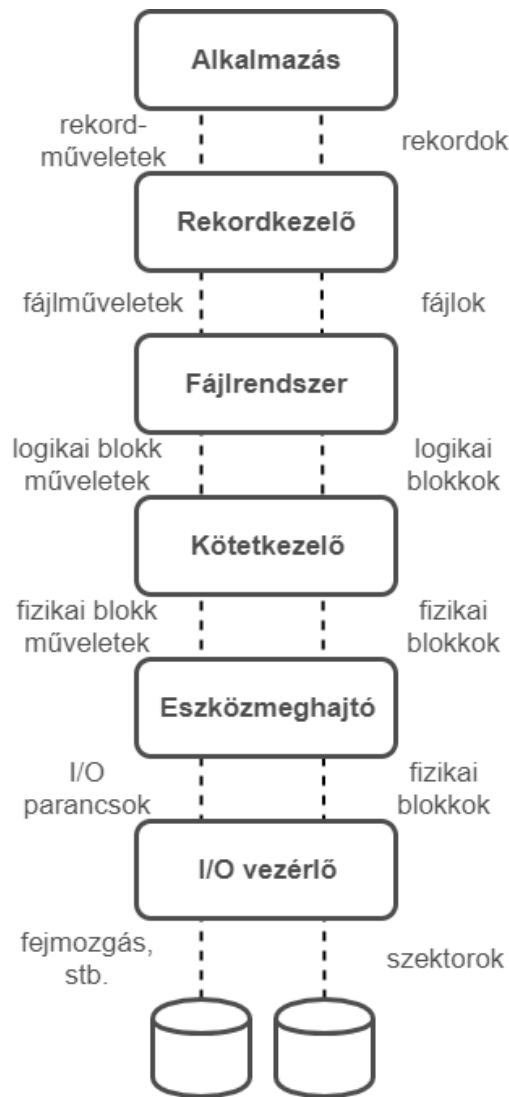 Alkalmazás
rekord-
műveletek
rekordok
Rekordkezelő
fájlműveletek
fájlok
Fájlrendszer
logikai blokk
műveletek
logikai
blokkok
Kötetkezelő
fizikai blokk
műveletek
fizikai
blokkok
Eszközmeghajtó
I/O
parancsok
fizikai
blokkok
I/O vezérlő
fejmozgás,
stb.
szektorok